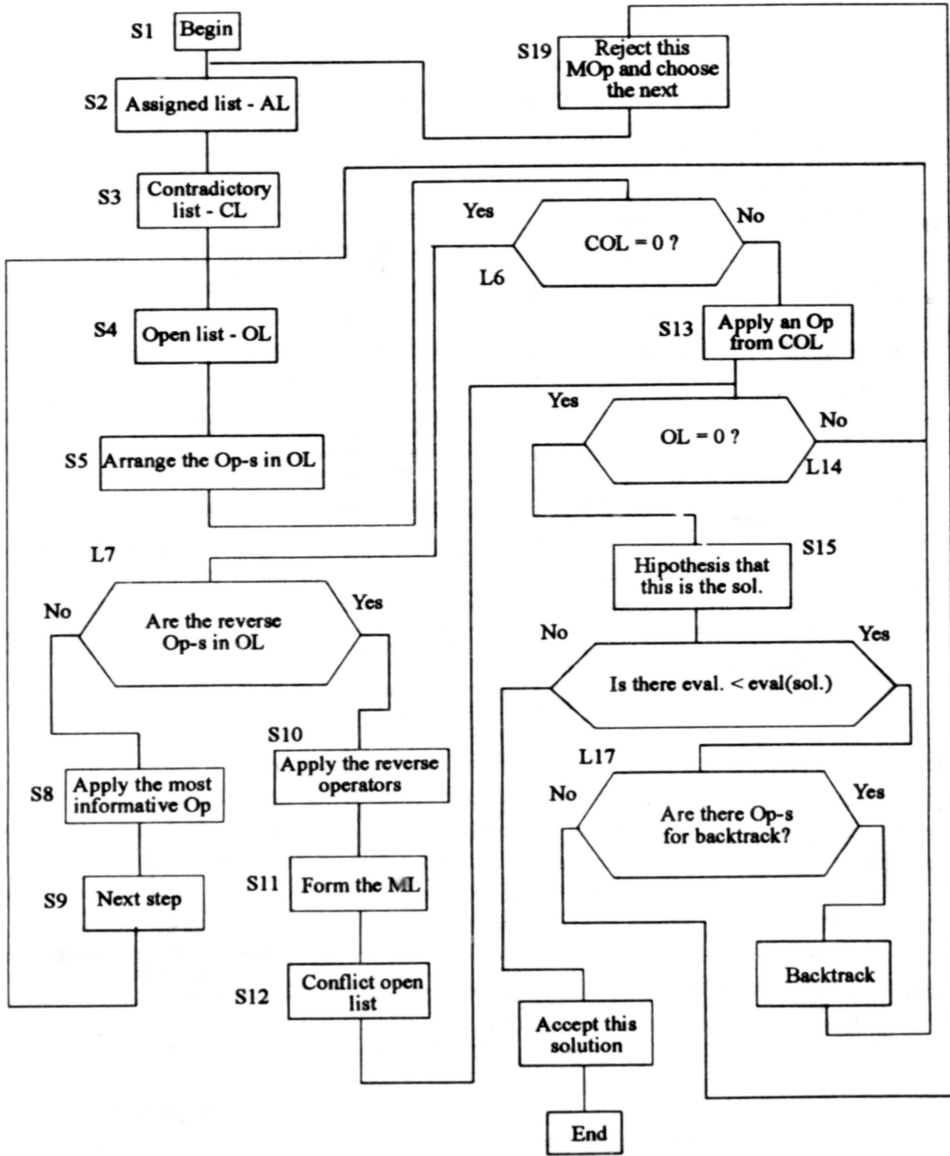 S1
Begin
S19
Reject this
MOp and choose
the next
S2
Assigned list - AL
S3
Contradictory
list - CL
Yes
No
COL = 0 ?
L6
S4
Open list - OL
S13
Apply an Op
from COL
Yes
No
OL = 0 ?
L14
S5
Arrange the Op-s in OL
S15
Hipothesis that
this is the sol.
L7
No
Yes
Are the reverse
Op-s in OL
No
Yes
Is there eval. < eval(sol.)
S10
Apply the reverse
operators
L17
No
Yes
Are there Op-s
for backtrack?
S8
Apply the most
informative Op
S11
Form the ML
S9
Next step
S12
Conflict open
list
Backtrack
Accept this
solution
End